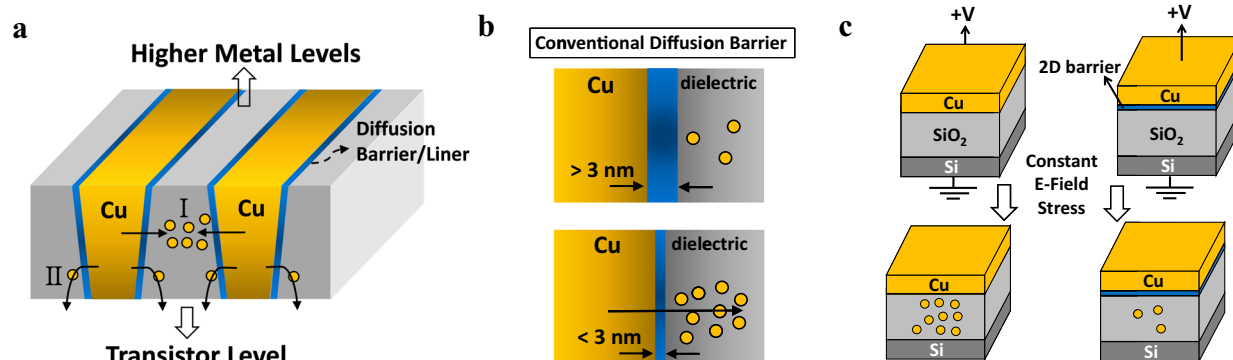 a
Higher Metal Levels
Diffusion
Barrier/Liner
Cu
I
Cu
II
Transistor Level
b
Conventional Diffusion Barrier
Cu
dielectric
> 3 nm
Cu
dielectric
< 3 nm
c
+V
+V
2D barrier
Cu
Cu
SiO₂
SiO₂
Si
Si
Constant
E-Field
Stress
Cu
Cu
Si
Si